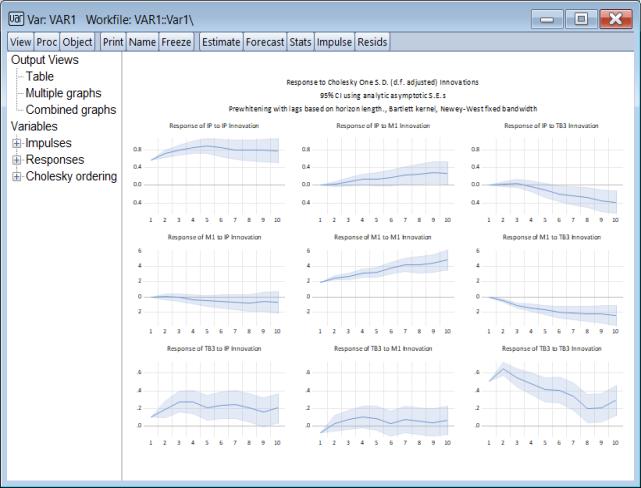 Var: VAR1 Workfile: VAR1::Var1\
View Proc Object Print Name Freeze Estimate Forecast Stats Impulse Resids
Output Views
Table
Multiple graphs
Combined graphs
Variables
Impulses
Responses
Cholesky ordering
Response to Cholesky One S.D. (d.f. adjusted) Innovations
95% CI using analytic asymptotic S.E.s
Prewhitening with lags based on horizon length., Bartlett kernel, Newey-West fixed bandwidth
Response of IP to IP Innovation
0.8
0.4
0.0
0.4
1 2 3 4 5 6 7 8 9 10
Response of IP to M1 Innovation
0.8
0.4
0.0
0.4
1 2 3 4 5 6 7 8 9 10
Response of IP to TB3 Innovation
0.8
0.4
0.0
0.4
1 2 3 4 5 6 7 8 9 10
Response of M1 to IP Innovation
6
4
2
0
2
1 2 3 4 5 6 7 8 9 10
Response of M1 to M1 Innovation
6
4
2
0
2
1 2 3 4 5 6 7 8 9 10
Response of M1 to TB3 Innovation
6
4
2
0
2
1 2 3 4 5 6 7 8 9 10
Response of TB3 to IP Innovation
.6
.4
.2
.0
1 2 3 4 5 6 7 8 9 10
Response of TB3 to M1 Innovation
.6
.4
.2
.0
1 2 3 4 5 6 7 8 9 10
Response of TB3 to TB3 Innovation
.6
.4
.2
.0
1 2 3 4 5 6 7 8 9 10